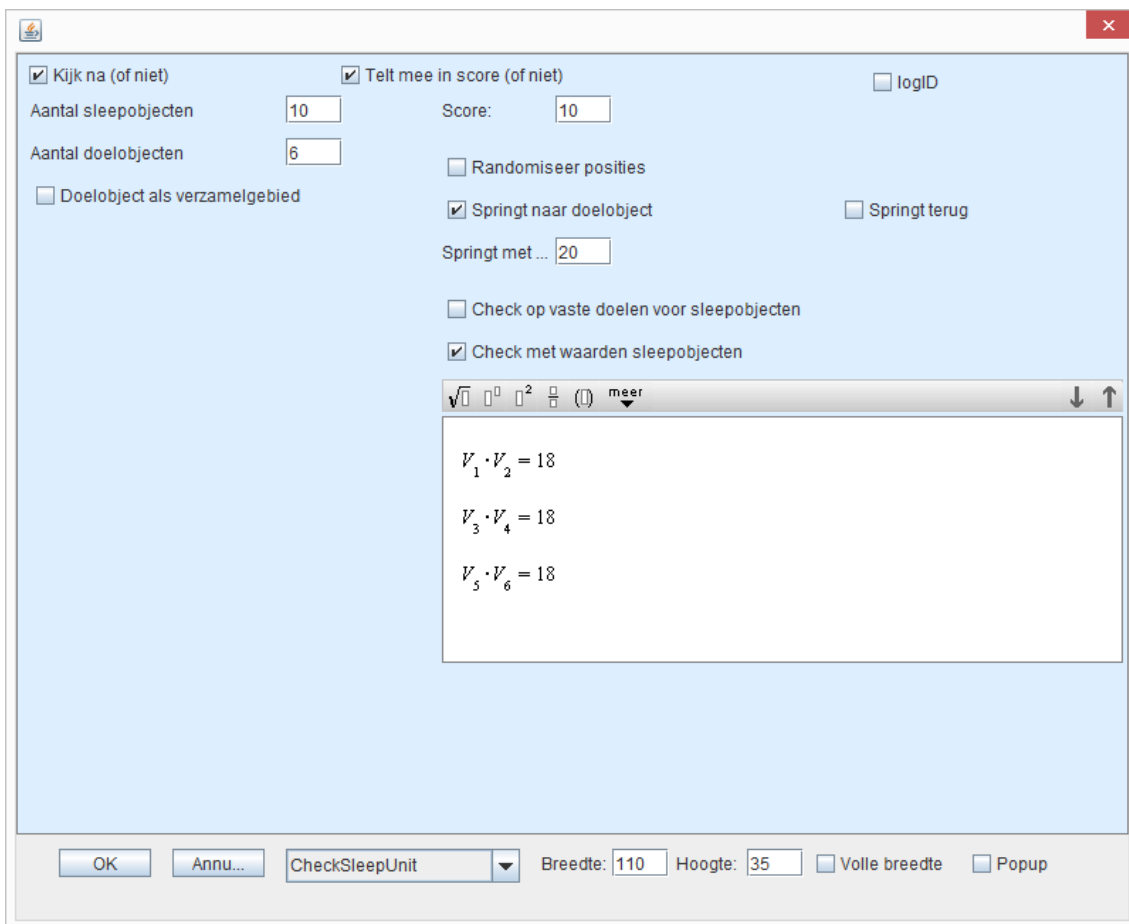 Kijk na (of niet) Telt mee in score (of niet) logID
Aantal sleepobjecten 10 Score: 10
Aantal doelobjecten 6
Randomiseer posities
Doelobject als verzamelgebied
Springt naar doelobject Springt terug
Springt met ... 20
Check op vaste doelen voor sleepobjecten
Check met waarden sleepobjecten
√▯ ▯▯ ▯² ▯/▯ (▯) meer ↓ ↑
V₁ · V₂ = 18
V₃ · V₄ = 18
V₅ · V₆ = 18
OK Annu... CheckSleepUnit Breedte: 110 Hoogte: 35 Volle breedte Popup